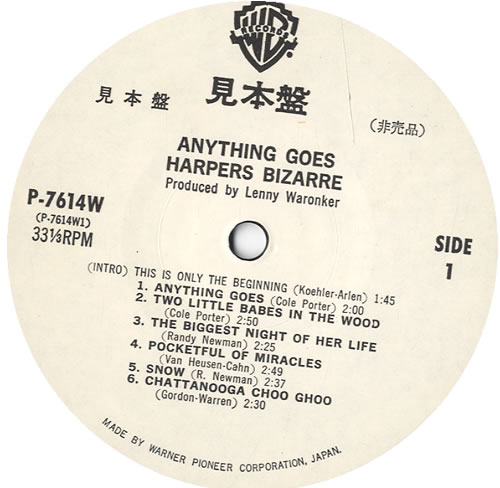 WB
RECORDS
見本盤 見本盤
(非売品)
ANYTHING GOES
HARPERS BIZARRE
Produced by Lenny Waronker
P-7614W
(P-7614W1)
33⅓RPM
SIDE
1
(INTRO) THIS IS ONLY THE BEGINNING (Koehler-Arlen) 1:45
1. ANYTHING GOES (Cole Porter) 2:00
2. TWO LITTLE BABES IN THE WOOD
(Cole Porter) 2:50
3. THE BIGGEST NIGHT OF HER LIFE
(Randy Newman) 2:25
4. POCKETFUL OF MIRACLES
(Van Heusen-Cahn) 2:49
5. SNOW (R. Newman) 2:37
6. CHATTANOOGA CHOO GHOO
(Gordon-Warren) 2:30
MADE BY WARNER PIONEER CORPORATION, JAPAN.